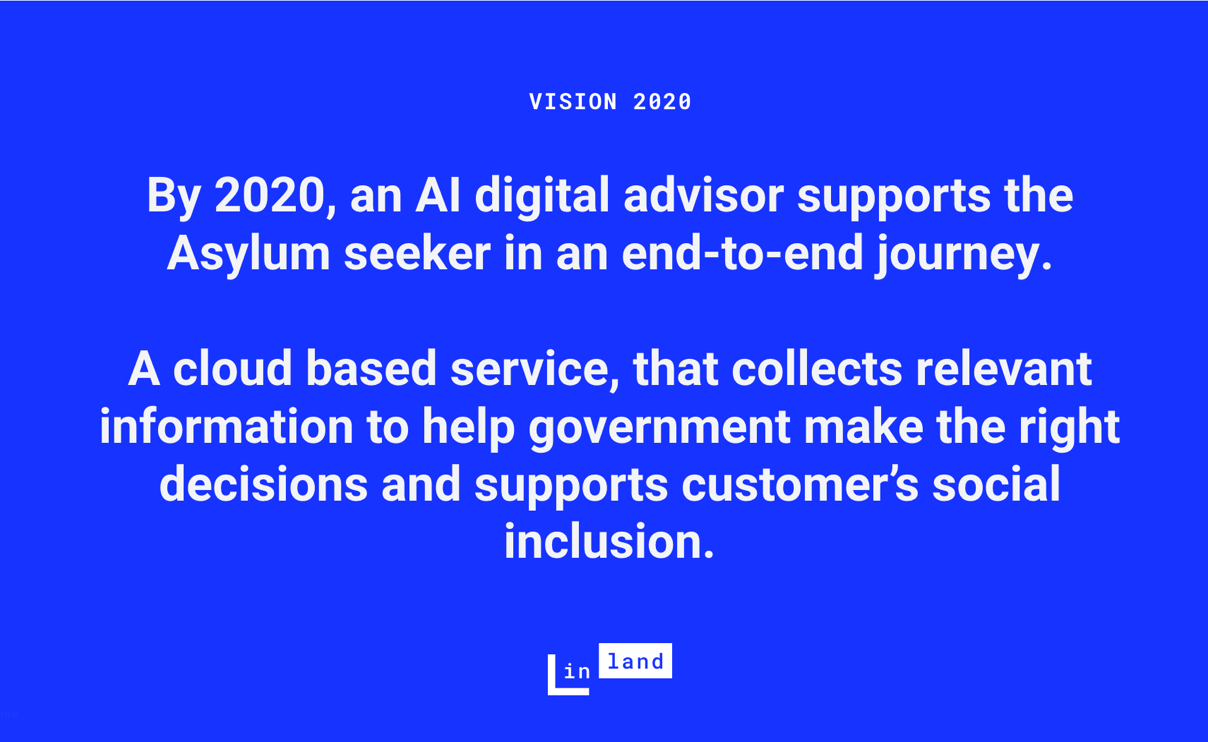 VISION 2020
By 2020, an AI digital advisor supports the
Asylum seeker in an end-to-end journey.
A cloud based service, that collects relevant
information to help government make the right
decisions and supports customer’s social
inclusion.
in land